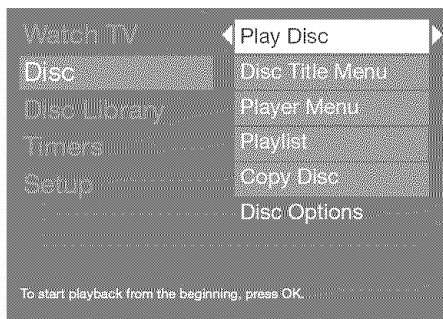 Watch TV
Disc
Disc Library
Timers
Setup
Play Disc
Disc Title Menu
Player Menu
Playlist
Copy Disc
Disc Options
To start playback from the beginning, press OK.